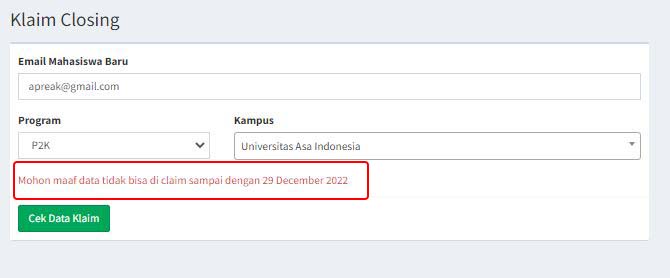 Klaim Closing
Email Mahasiswa Baru
apreak@gmail.com
Program
Kampus
P2K
Universitas Asa Indonesia
Mohon maaf data tidak bisa di claim sampai dengan 29 December 2022
Cek Data Klaim